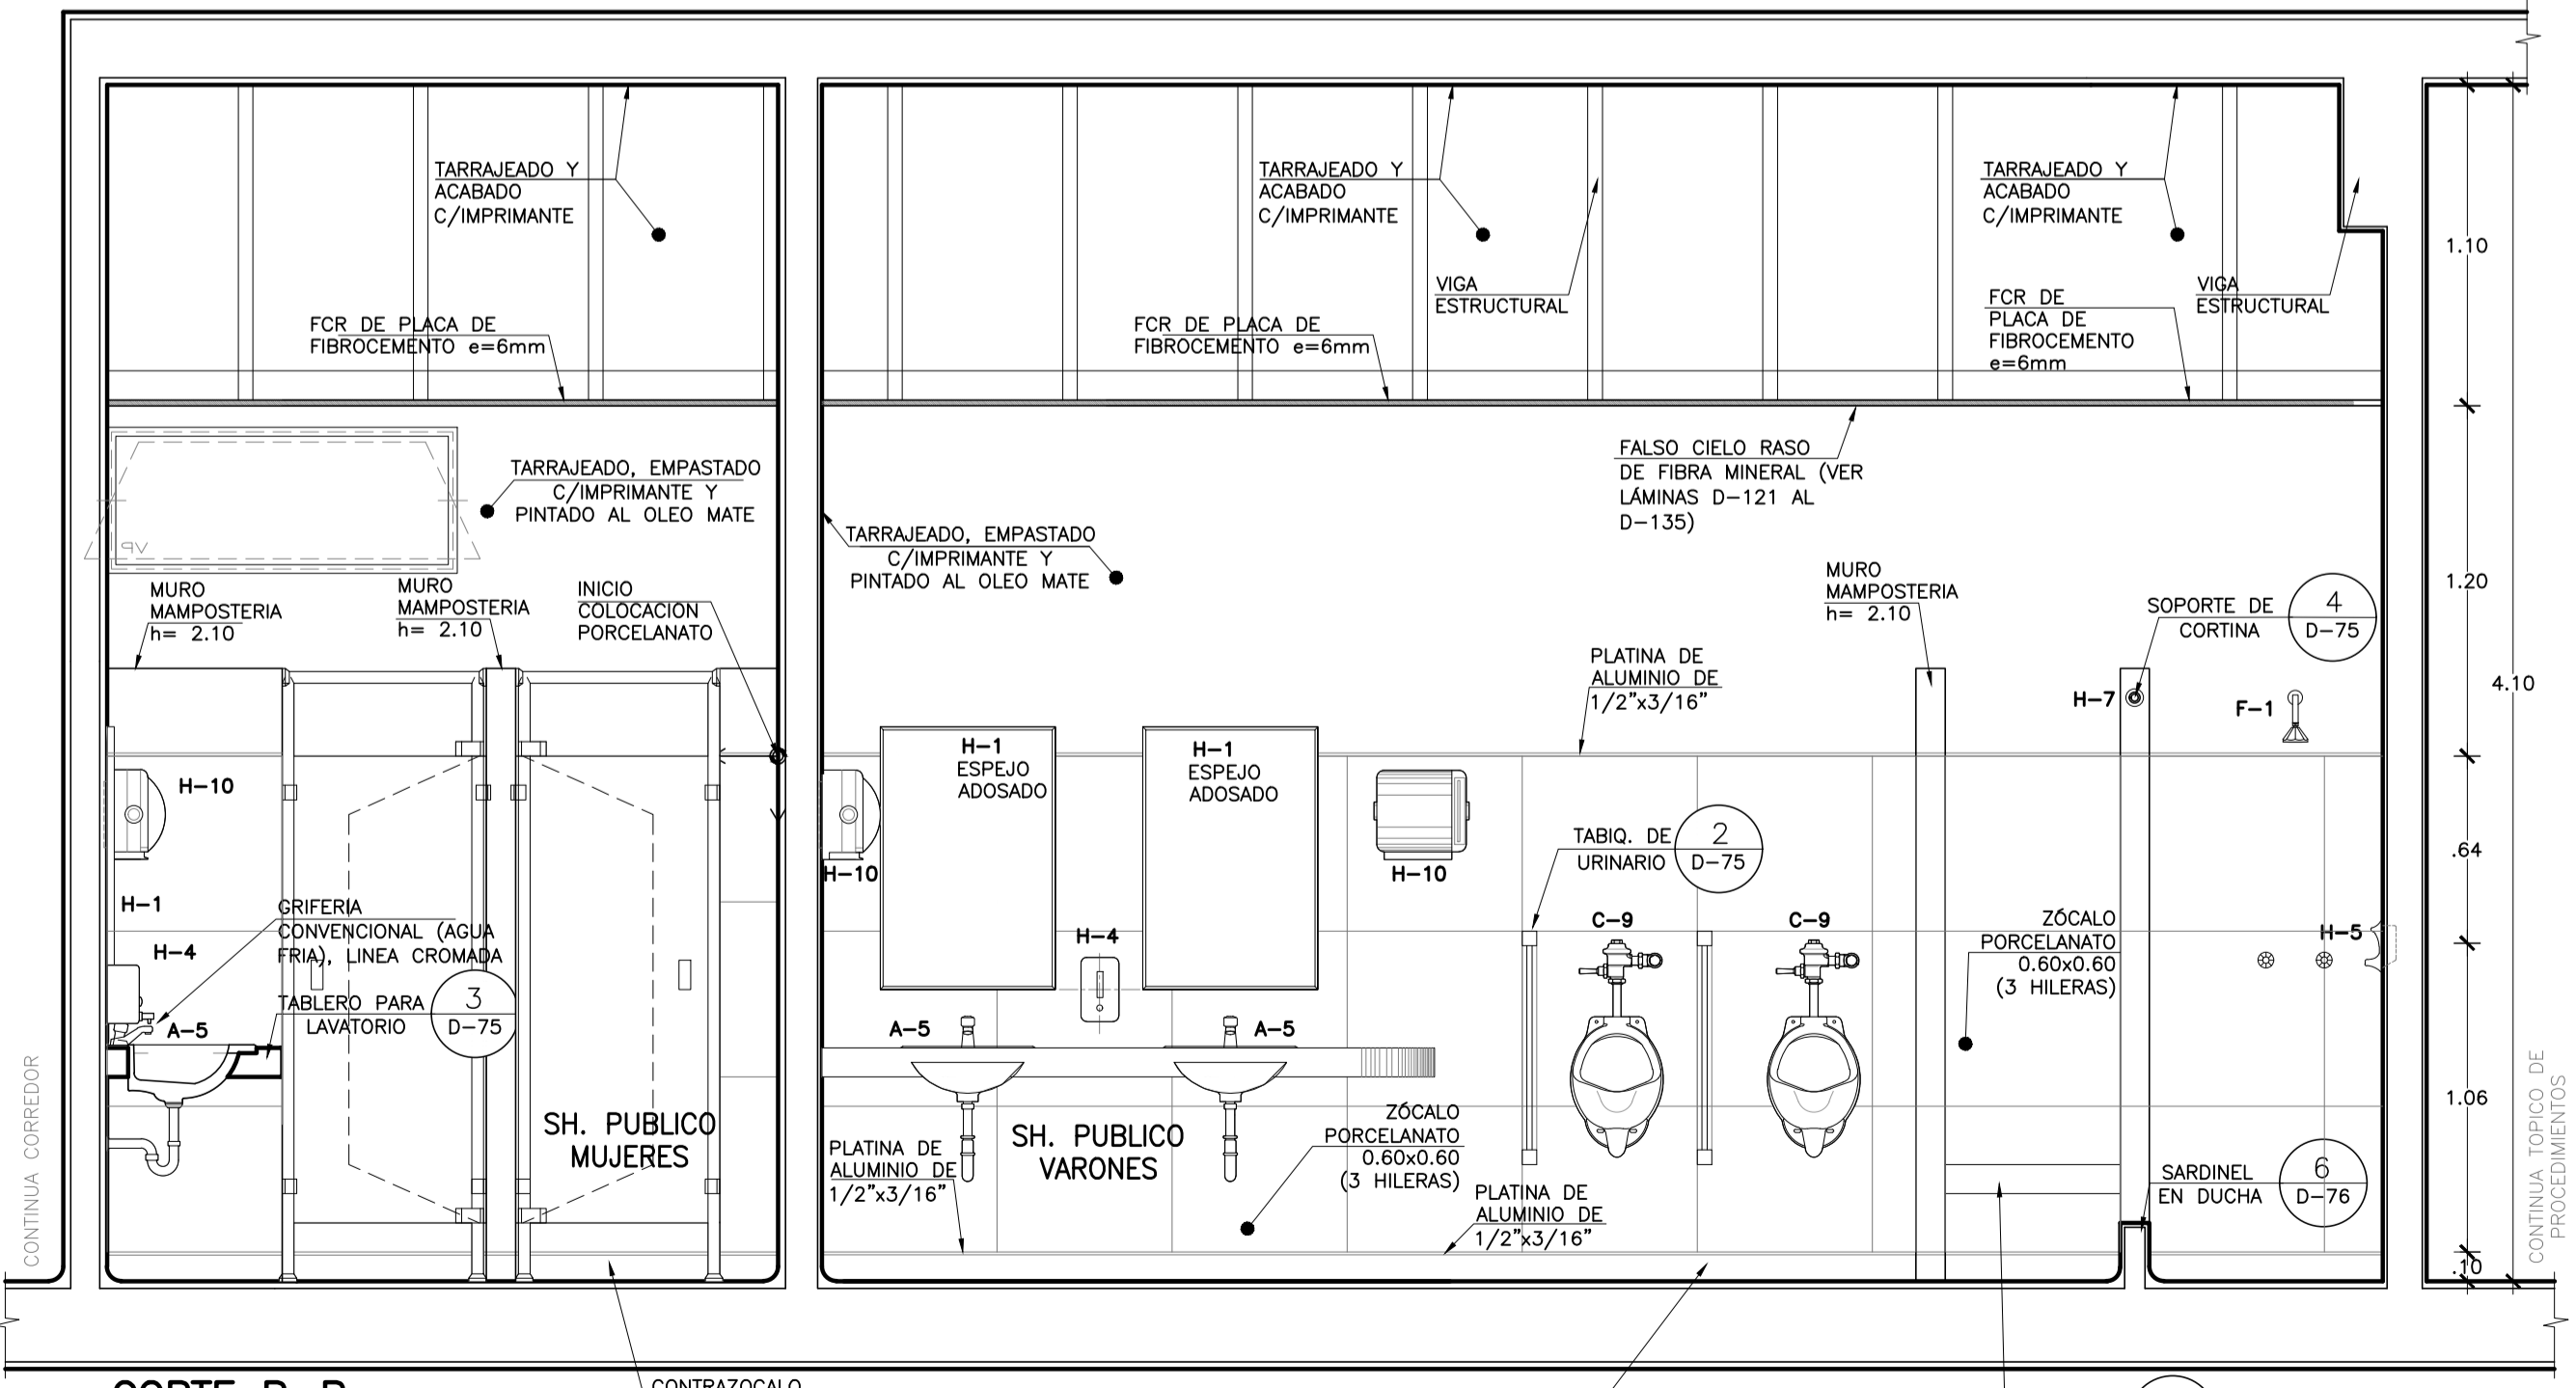 TARRAJEADO Y
ACABADO
C/IMPRIMANTE
TARRAJEADO Y
ACABADO
C/IMPRIMANTE
TARRAJEADO Y
ACABADO
C/IMPRIMANTE
1.10
VIGA
ESTRUCTURAL
VIGA
ESTRUCTURAL
FCR DE PLACA DE
FIBROCEMENTO e=6mm
FCR DE PLACA DE
FIBROCEMENTO e=6mm
FCR DE
PLACA DE
FIBROCEMENTO
e=6mm
TARRAJEADO, EMPASTADO
C/IMPRIMANTE Y
PINTADO AL OLEO MATE
VP
FALSO CIELO RASO
DE FIBRA MINERAL (VER
LÁMINAS D-121 AL
D-135)
TARRAJEADO, EMPASTADO
C/IMPRIMANTE Y
PINTADO AL OLEO MATE
MURO
MAMPOSTERIA
h= 2.10
MURO
MAMPOSTERIA
h= 2.10
INICIO
COLOCACION
PORCELANATO
MURO
MAMPOSTERIA
h= 2.10
1.20
SOPORTE DE
CORTINA
4
D-75
PLATINA DE
ALUMINIO DE
1/2"x3/16"
H-7
F-1
4.10
H-10
H-1
ESPEJO
ADOSADO
H-1
ESPEJO
ADOSADO
H-10
H-10
TABIQ. DE
URINARIO
2
D-75
.64
H-1
GRIFERIA
CONVENCIONAL (AGUA
FRIA), LINEA CROMADA
H-4
H-4
C-9
C-9
ZÓCALO
PORCELANATO
0.60x0.60
(3 HILERAS)
H-5
TABLERO PARA
LAVATORIO
3
D-75
A-5
A-5
A-5
CONTINUA CORREDOR
SH. PUBLICO
MUJERES
PLATINA DE
ALUMINIO DE
1/2"x3/16"
SH. PUBLICO
VARONES
ZÓCALO
PORCELANATO
0.60x0.60
(3 HILERAS)
PLATINA DE
ALUMINIO DE
1/2"x3/16"
SARDINEL
EN DUCHA
6
D-76
1.06
.10
CONTINUA TOPICO DE
PROCEDIMIENTOS
CONTRAZOCALO